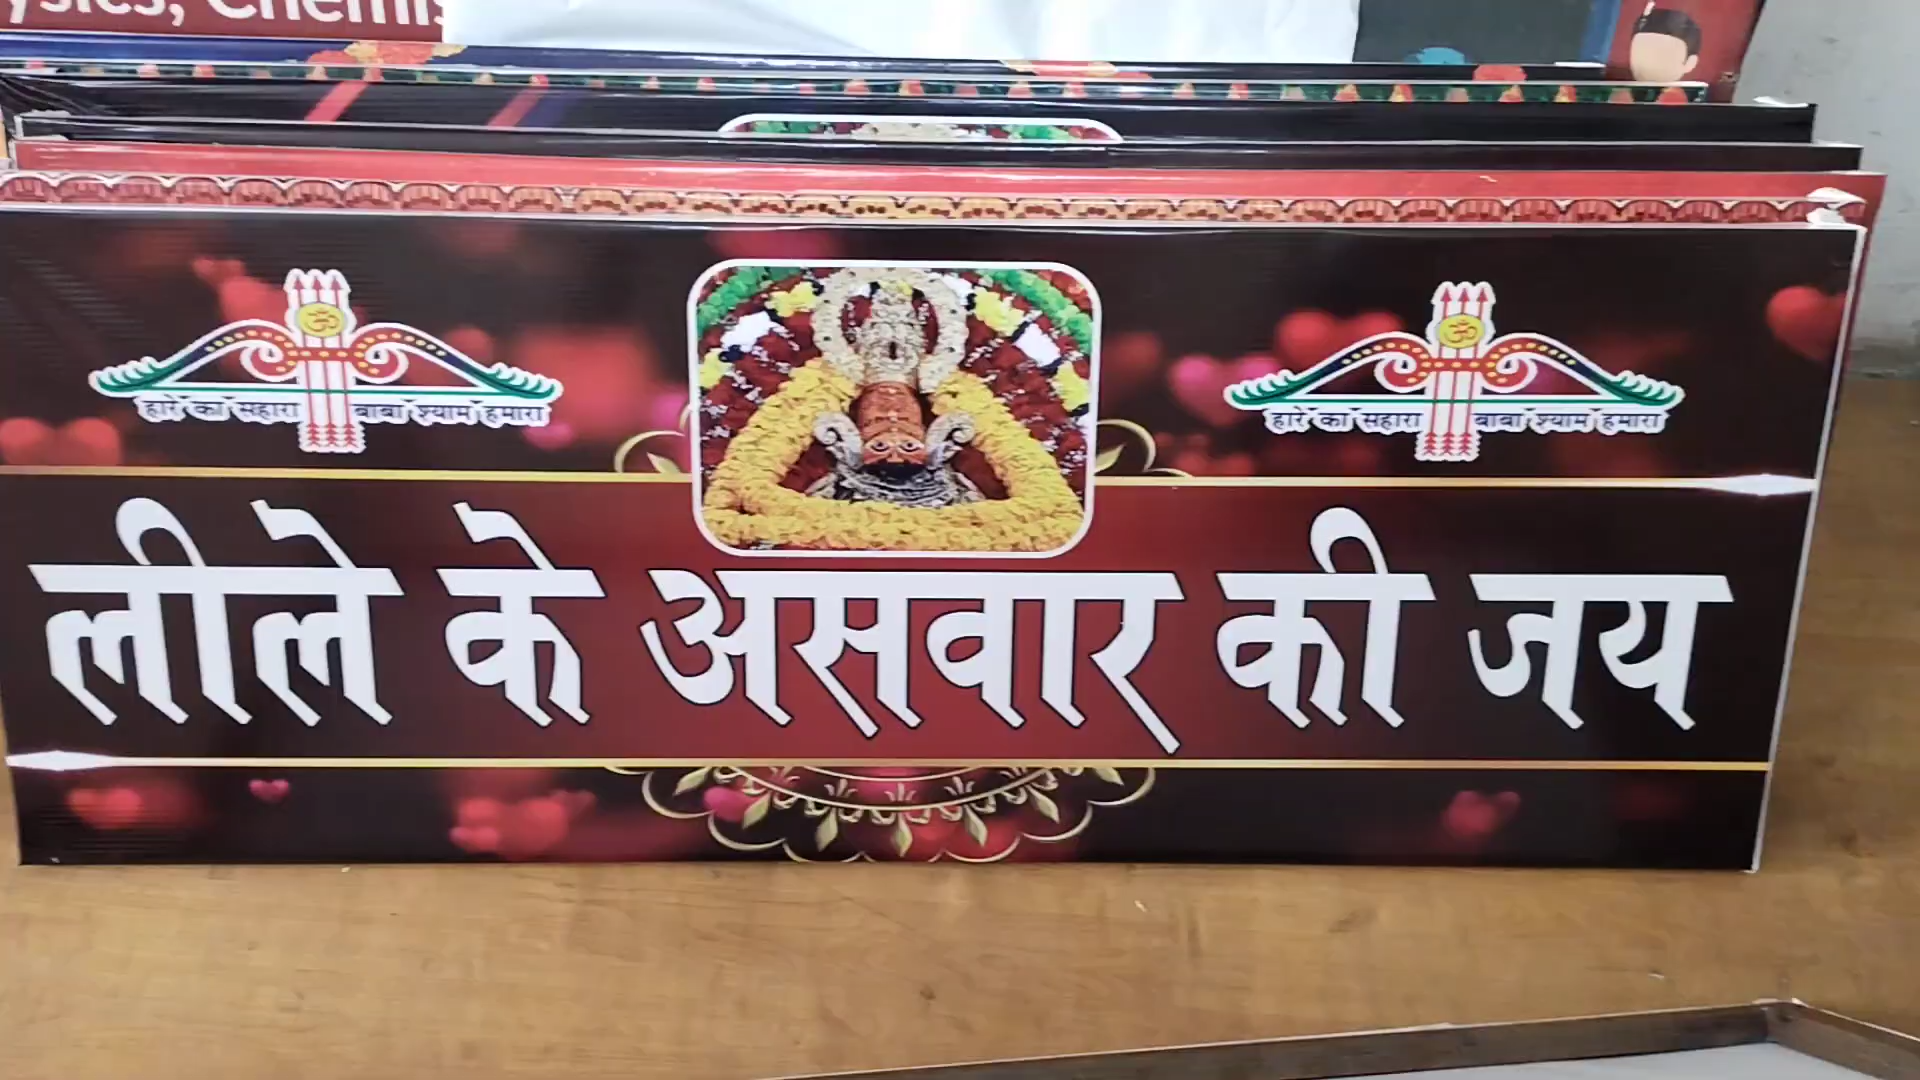 हारे का सहारा बाबा श्याम हमारा
हारे का सहारा बाबा श्याम हमारा
लीले के असवार की जय